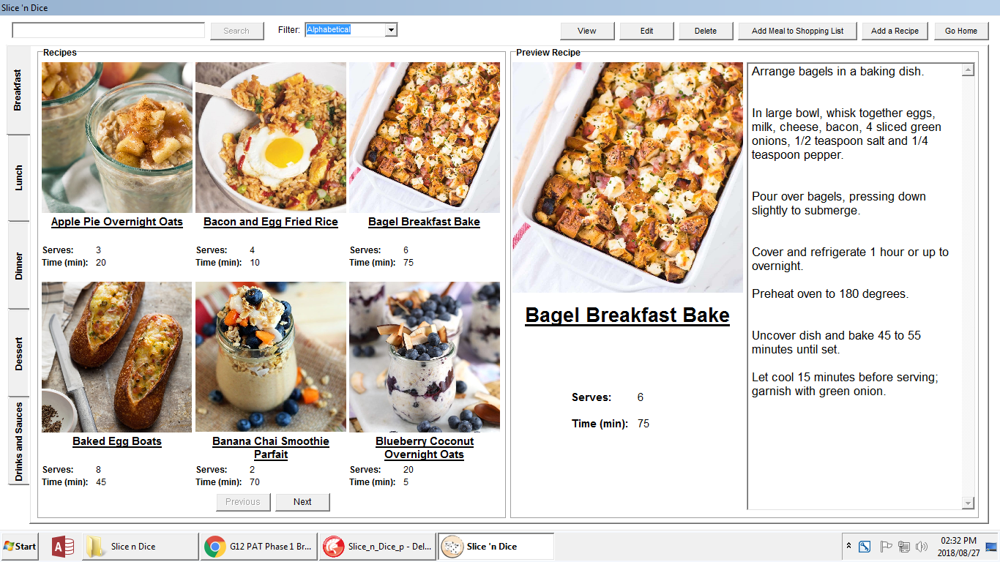 Slice 'n Dice
Search
Filter:
Alphabetical
View
Edit
Delete
Add Meal to Shopping List
Add a Recipe
Go Home
Breakfast
Lunch
Dinner
Dessert
Drinks and Sauces
Recipes
Apple Pie Overnight Oats
Serves: 3
Time (min): 20
Bacon and Egg Fried Rice
Serves: 4
Time (min): 10
Bagel Breakfast Bake
Serves: 6
Time (min): 75
Baked Egg Boats
Serves: 8
Time (min): 45
Banana Chai Smoothie
Parfait
Serves: 2
Time (min): 70
Blueberry Coconut
Overnight Oats
Serves: 20
Time (min): 5
Previous
Next
Preview Recipe
Bagel Breakfast Bake
Serves: 6
Time (min): 75
Arrange bagels in a baking dish.
In large bowl, whisk together eggs,
milk, cheese, bacon, 4 sliced green
onions, 1/2 teaspoon salt and 1/4
teaspoon pepper.
Pour over bagels, pressing down
slightly to submerge.
Cover and refrigerate 1 hour or up to
overnight.
Preheat oven to 180 degrees.
Uncover dish and bake 45 to 55
minutes until set.
Let cool 15 minutes before serving;
garnish with green onion.
Start
Slice n Dice
G12 PAT Phase 1 Br...
Slice_n_Dice_p - Del...
Slice 'n Dice
02:32 PM
2018/08/27